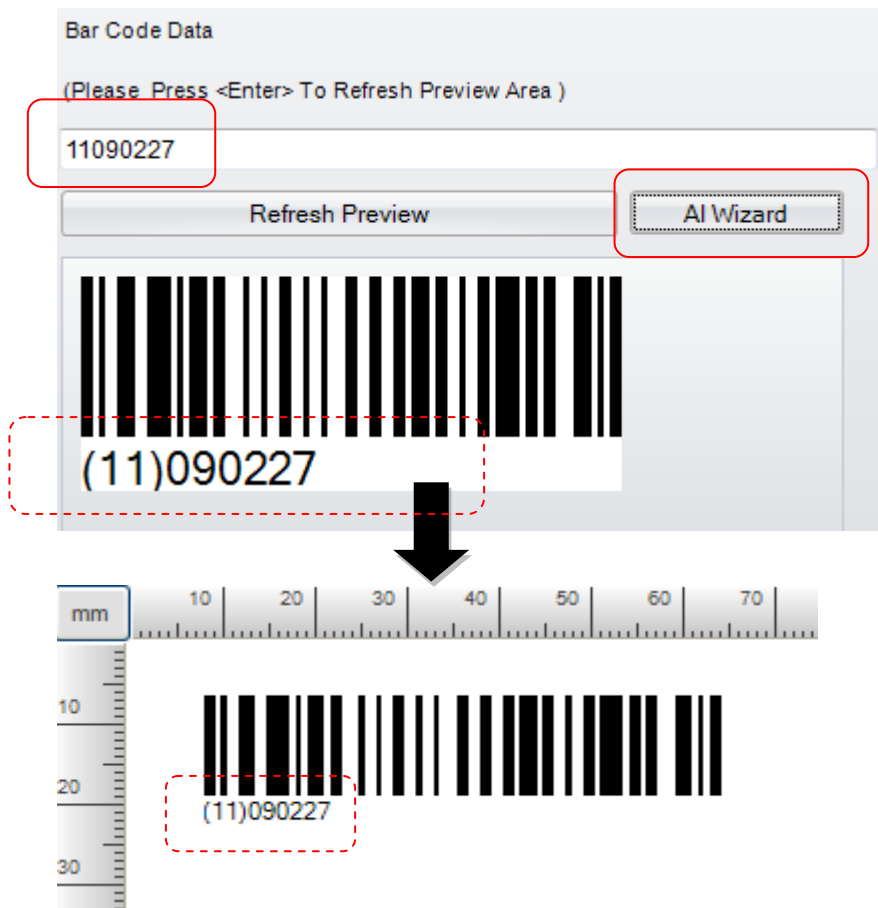 Bar Code Data
(Please Press <Enter> To Refresh Preview Area )
11090227
Refresh Preview AI Wizard
(11)090227
mm 10 20 30 40 50 60 70
10
20
(11)090227
30